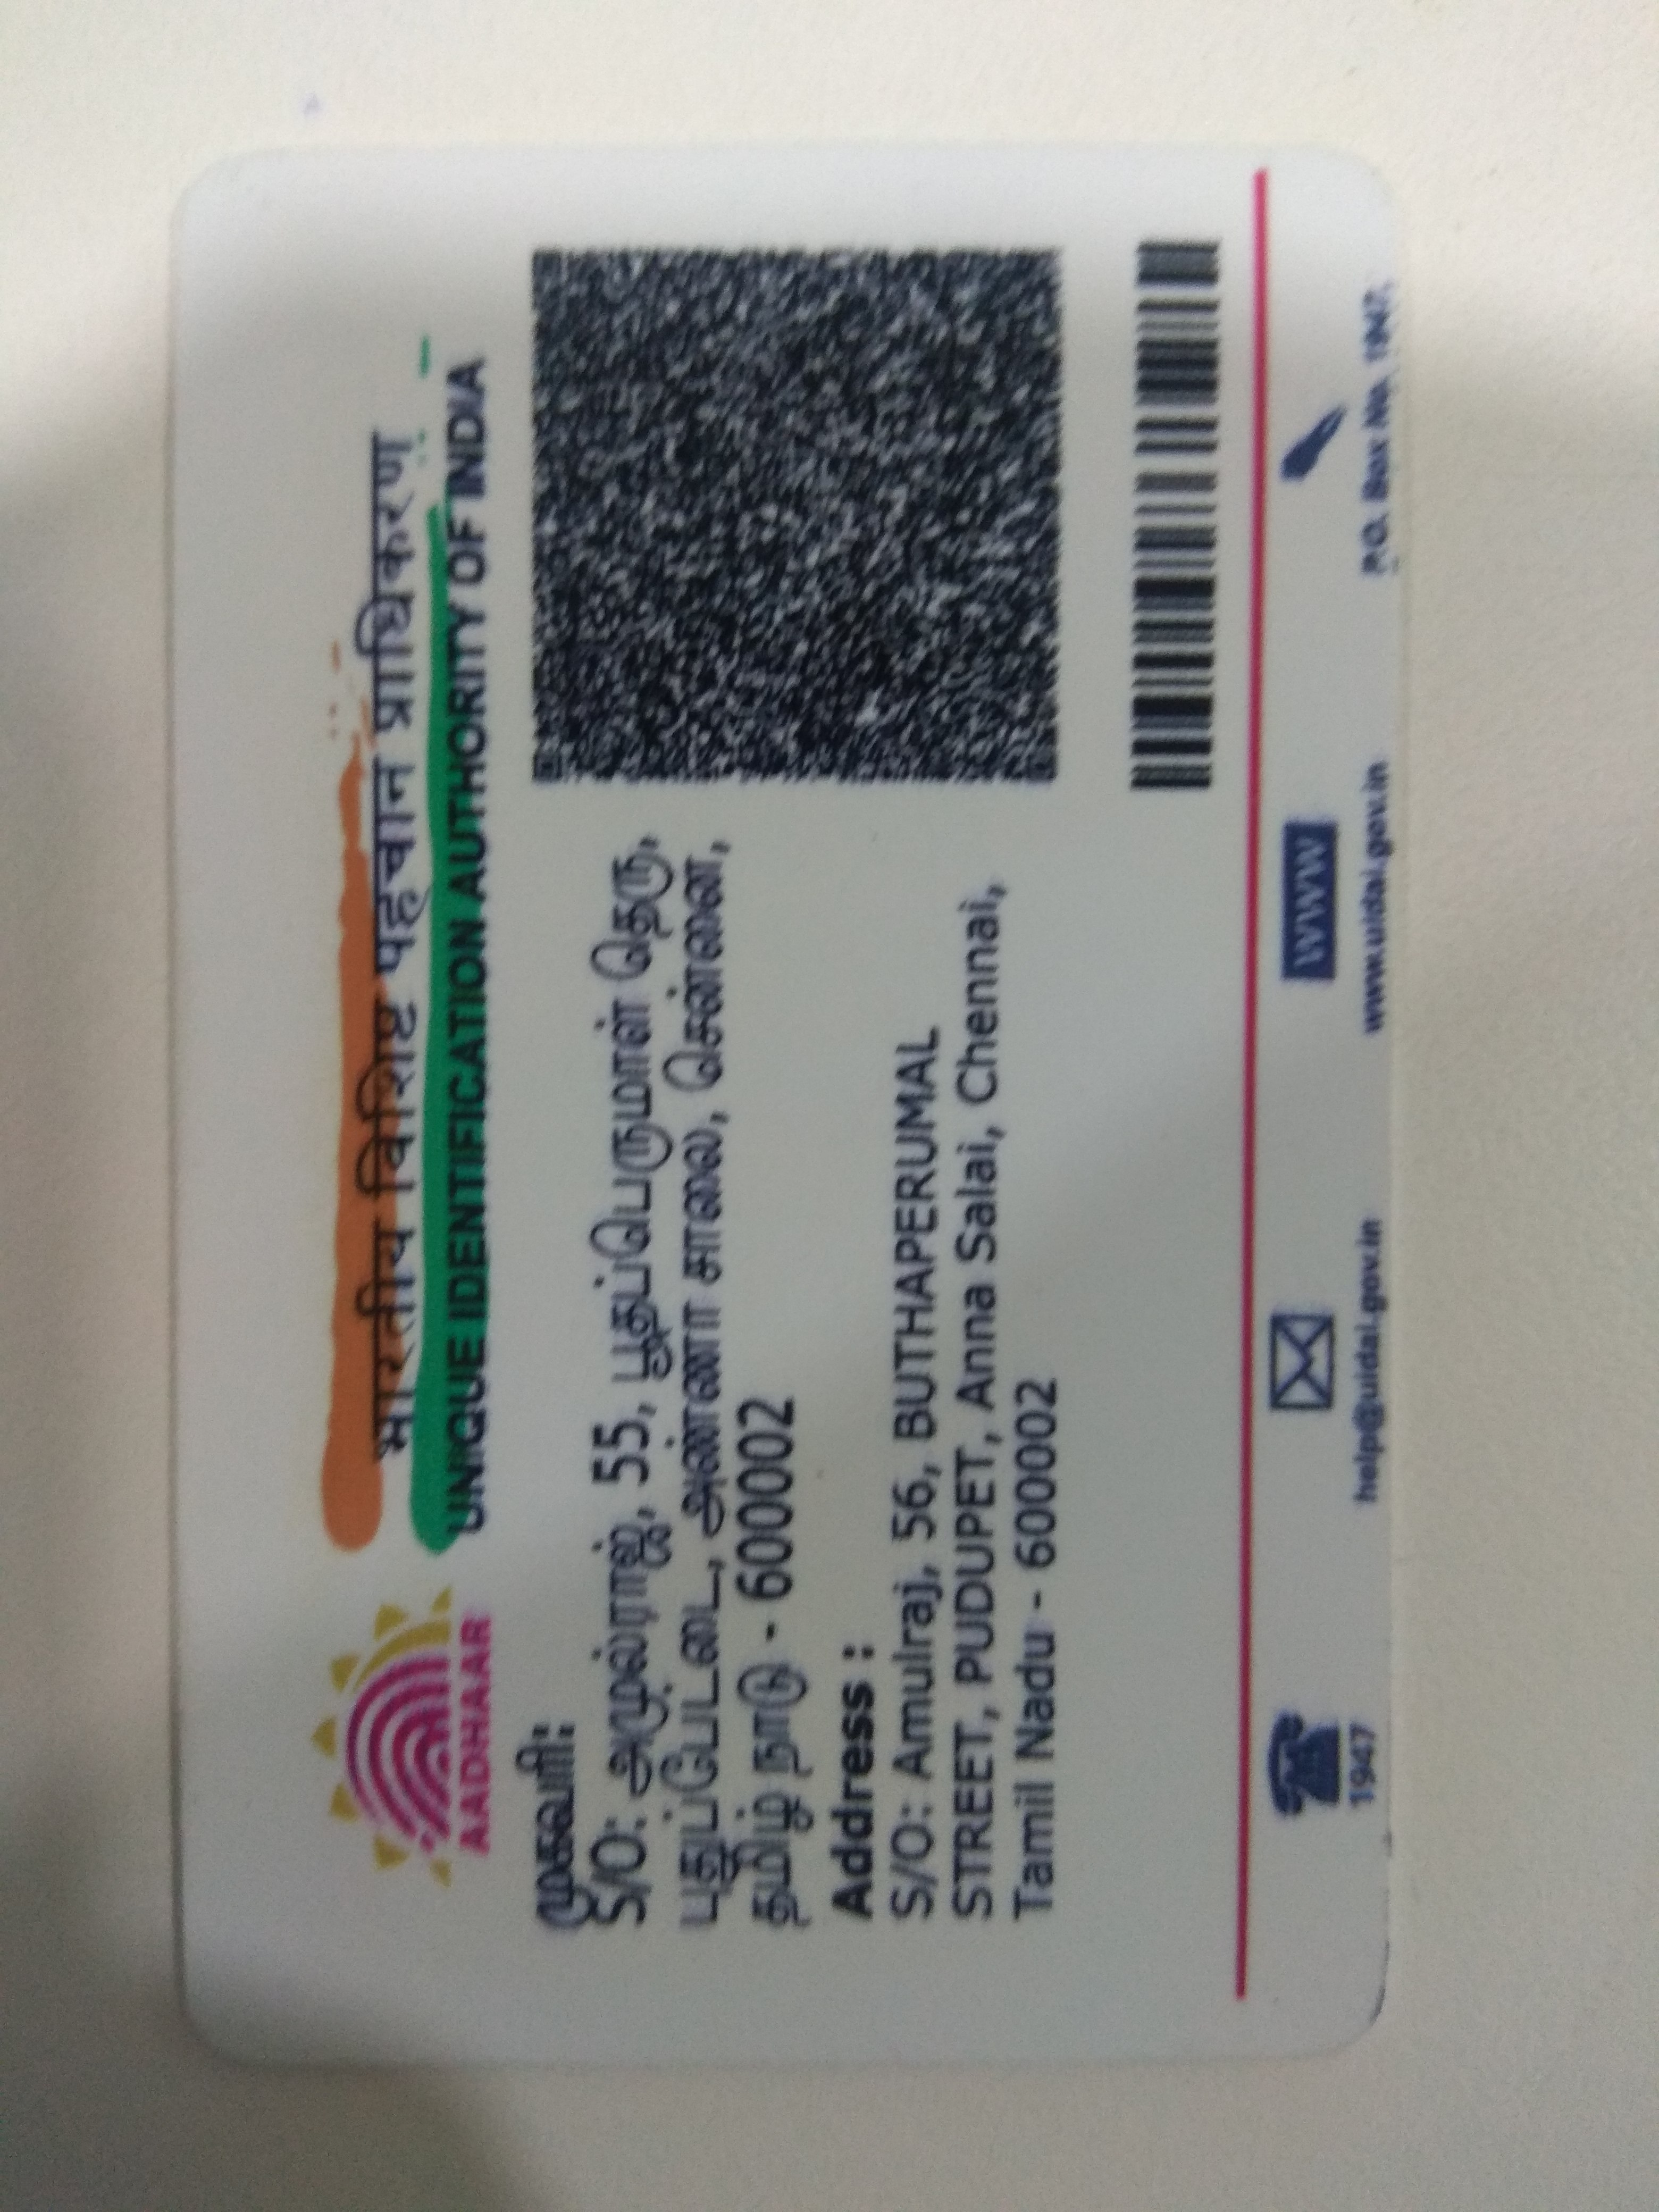 भारतीय विशिष्ट पहचान प्राधिकरण
UNIQUE IDENTIFICATION AUTHORITY OF INDIA
AADHAAR
முகவரி:
S/O: அமுல்ராஜ், 55, பூதப்பெருமாள் தெரு,
புதுப்பேட்டை, அண்ணா சாலை, சென்னை,
தமிழ் நாடு - 600002
Address :
S/O: Amulraj, 56, BUTHAPERUMAL
STREET, PUDUPET, Anna Salai, Chennai,
Tamil Nadu - 600002
1947
help@uidai.gov.in
www
www.uidai.gov.in
P.O. Box No. 1947,